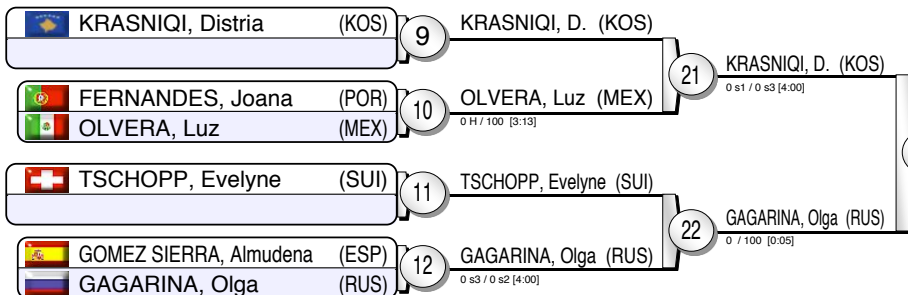 KRASNIQI, Distria (KOS)
9
KRASNIQI, D. (KOS)
21
KRASNIQI, D. (KOS)
0 s1 / 0 s3 [4:00]
FERNANDES, Joana (POR)
OLVERA, Luz (MEX)
10
OLVERA, Luz (MEX)
0 H / 100 [3:13]
TSCHOPP, Evelyne (SUI)
11
TSCHOPP, Evelyne (SUI)
22
GAGARINA, Olga (RUS)
0 / 100 [0:05]
GOMEZ SIERRA, Almudena (ESP)
GAGARINA, Olga (RUS)
12
GAGARINA, Olga (RUS)
0 s3 / 0 s2 [4:00]